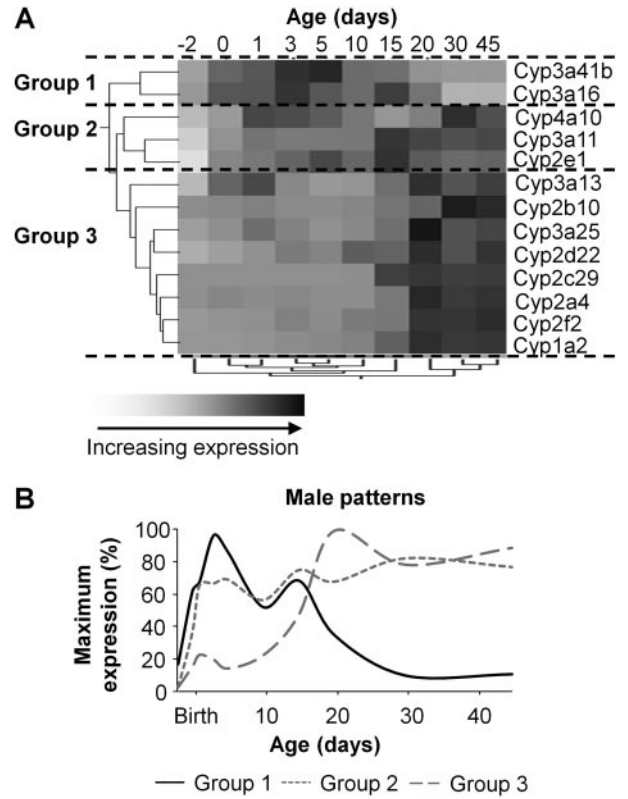 A
Age (days)
-2 0 1 3 5 10 15 20 30 45
Group 1
Cyp3a41b
Cyp3a16
Group 2
Cyp4a10
Cyp3a11
Cyp2e1
Group 3
Cyp3a13
Cyp2b10
Cyp3a25
Cyp2d22
Cyp2c29
Cyp2a4
Cyp2f2
Cyp1a2
Increasing expression
B
Male patterns
Maximum
expression (%)
100
80
60
40
20
0
Birth 10 20 30 40
Age (days)
Group 1 Group 2 Group 3